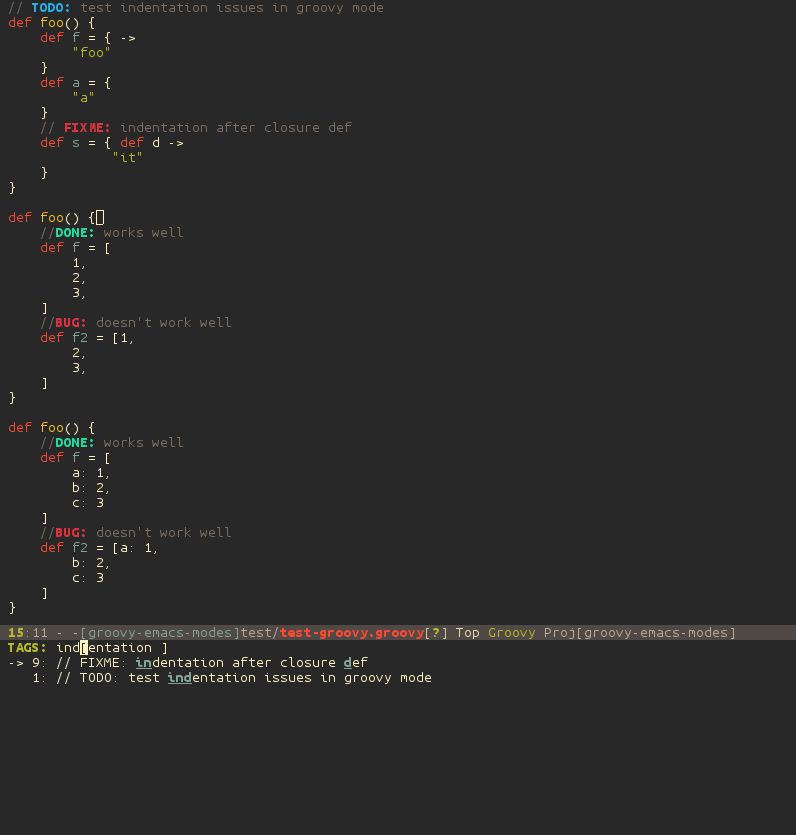 // TODO: test indentation issues in groovy mode
def foo() {
    def f = { ->
        "foo"
    }
    def a = {
        "a"
    }
    // FIXME: indentation after closure def
    def s = { def d ->
             "it"
    }
}

def foo() {
    //DONE: works well
    def f = [
        1,
        2,
        3,
    ]
    //BUG: doesn't work well
    def f2 = [1,
        2,
        3,
    ]
}

def foo() {
    //DONE: works well
    def f = [
        a: 1,
        b: 2,
        c: 3
    ]
    //BUG: doesn't work well
    def f2 = [a: 1,
        b: 2,
        c: 3
    ]
}
15:11 - -[groovy-emacs-modes]test/test-groovy.groovy[?] Top Groovy Proj[groovy-emacs-modes]
TAGS: ind[entation ]
-> 9: // FIXME: indentation after closure def
   1: // TODO: test indentation issues in groovy mode